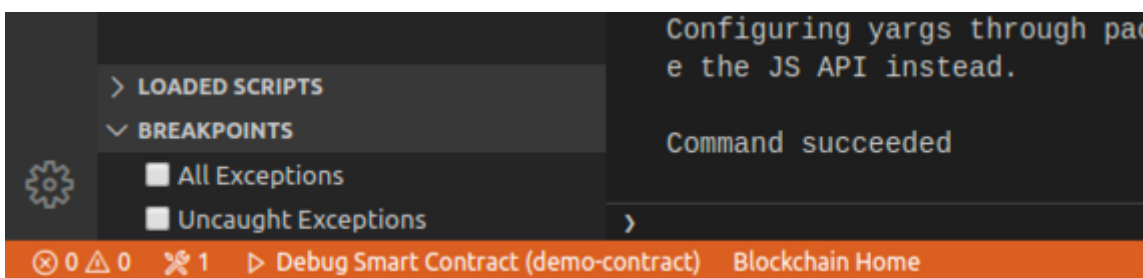 Configuring yargs through pac
e the JS API instead.
LOADED SCRIPTS
BREAKPOINTS
Command succeeded
All Exceptions
Uncaught Exceptions
❯
0 0 1 Debug Smart Contract (demo-contract) Blockchain Home